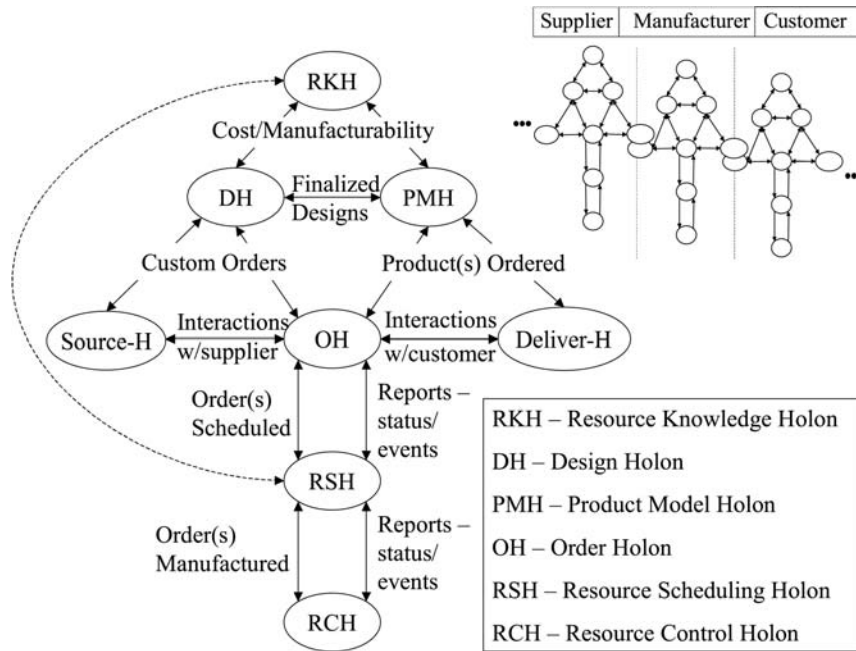 Supplier Manufacturer Customer
RKH
Cost/Manufacturability
DH
Finalized
Designs
PMH
Custom Orders
Product(s) Ordered
Source-H
Interactions
w/supplier
OH
Interactions
w/customer
Deliver-H
Order(s)
Scheduled
Reports –
status/
events
RSH
Order(s)
Manufactured
Reports –
status/
events
RCH
RKH – Resource Knowledge Holon
DH – Design Holon
PMH – Product Model Holon
OH – Order Holon
RSH – Resource Scheduling Holon
RCH – Resource Control Holon